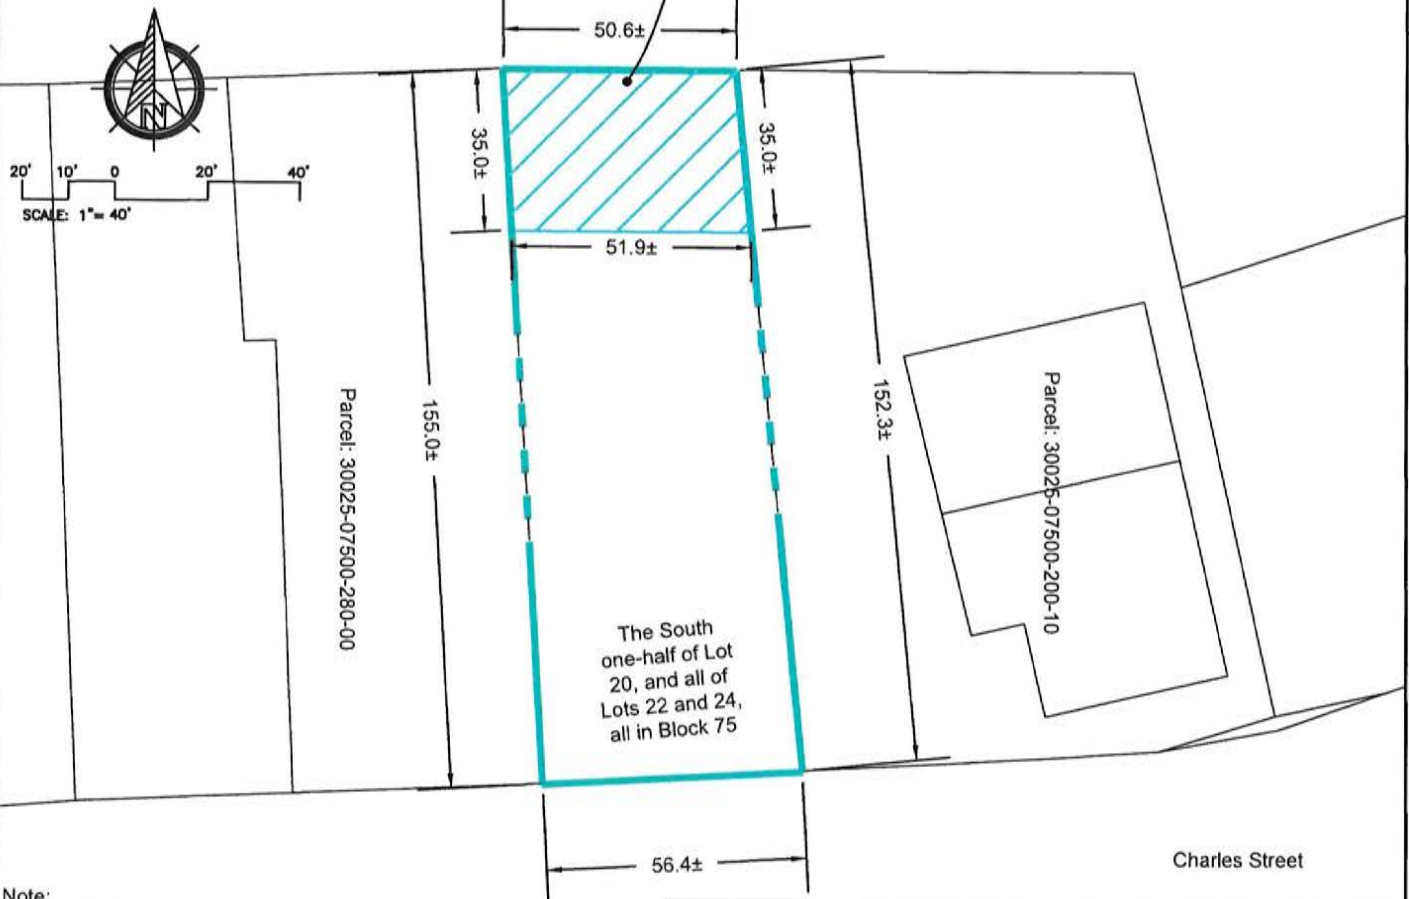 50.6±
N
35.0±
35.0±
20' 10' 0 20' 40'
SCALE: 1"= 40'
51.9±
Parcel: 30025-07500-280-00
155.0±
152.3±
Parcel: 30025-07500-200-10
The South
one-half of Lot
20, and all of
Lots 22 and 24,
all in Block 75
56.4±
Charles Street
Note: